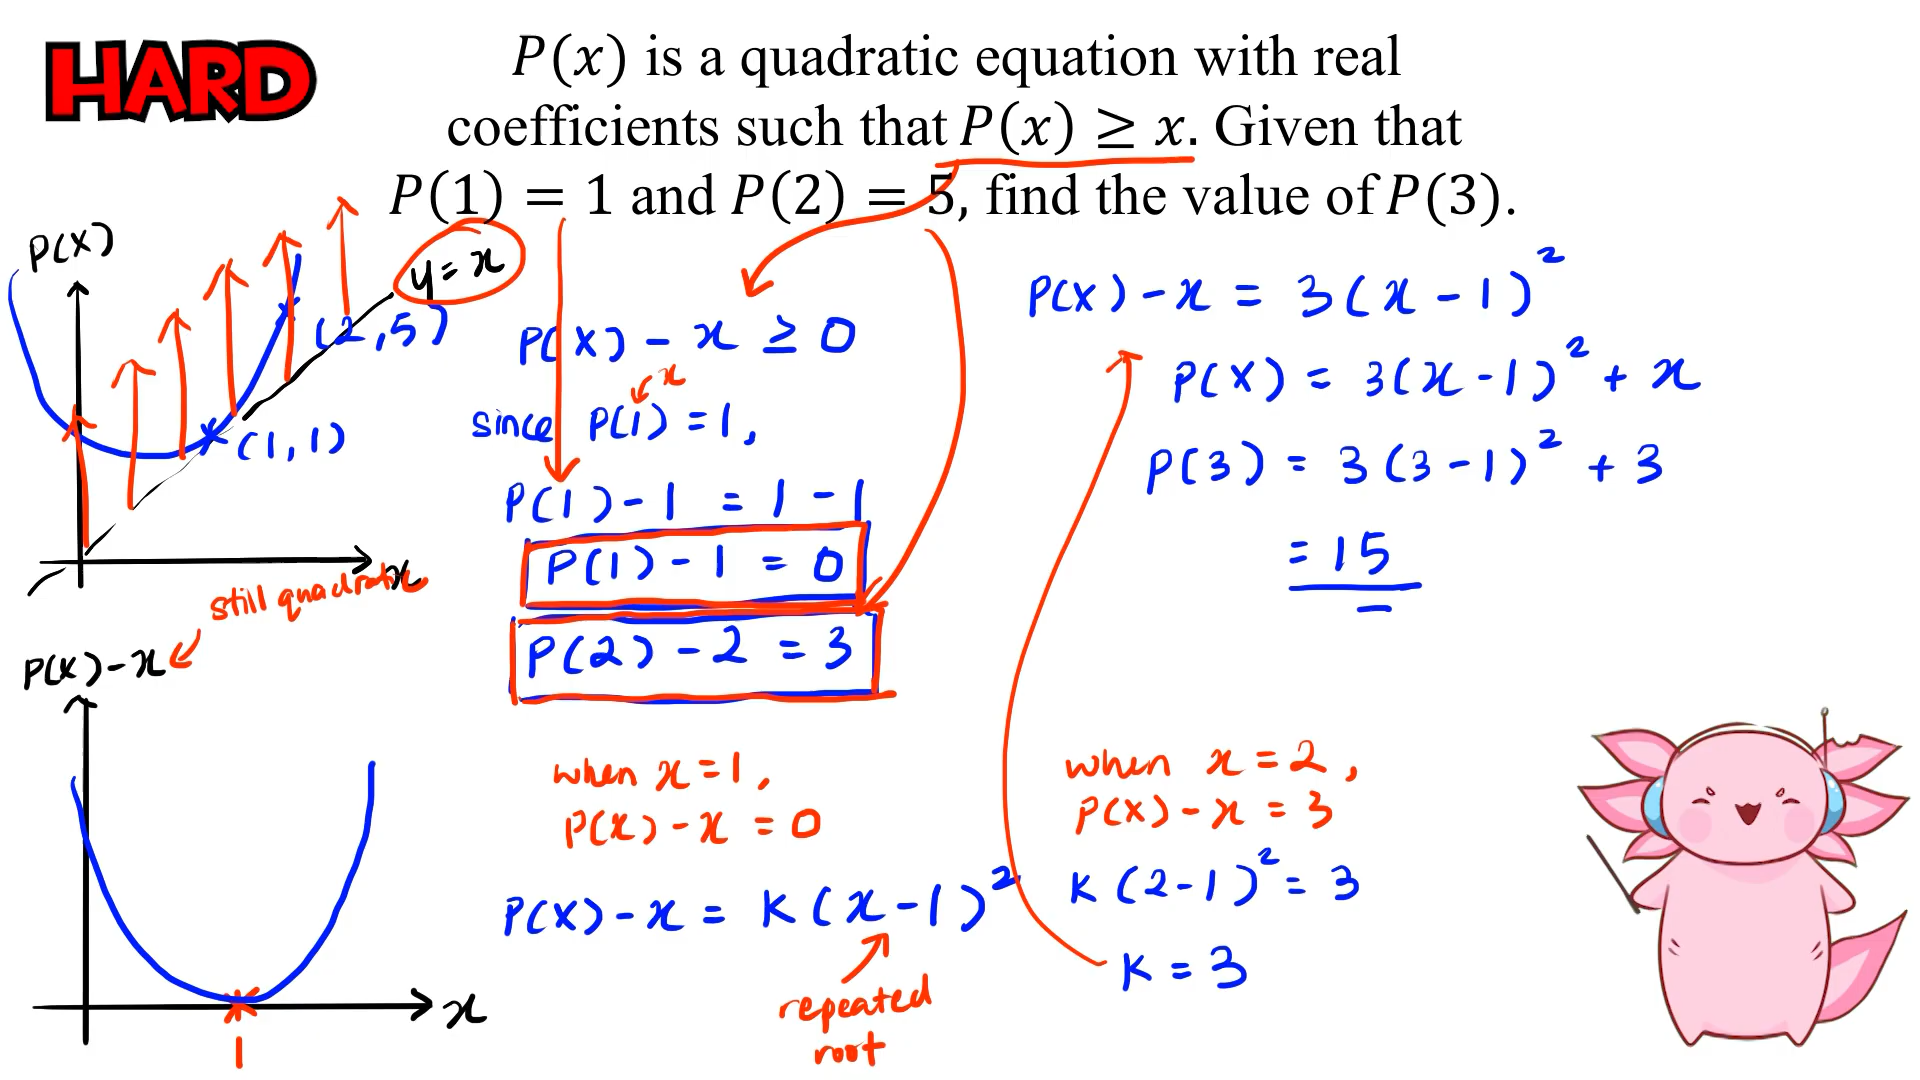 HARD
P(x) is a quadratic equation with real
coefficients such that P(x) ≥ x. Given that
P(1) = 1 and P(2) = 5, find the value of P(3).
P(x)
y = x
(2,5)
(1,1)
x
still quadratic
P(x) - x
x
1
P(x) - x ≥ 0
x
since P(1) = 1,
P(1) - 1 = 1 - 1
P(1) - 1 = 0
P(2) - 2 = 3
when x = 1,
P(x) - x = 0
P(x) - x = K(x - 1)²
repeated
root
when x = 2,
P(x) - x = 3
K(2 - 1)² = 3
K = 3
P(x) - x = 3(x - 1)²
P(x) = 3(x - 1)² + x
P(3) = 3(3 - 1)² + 3
= 15